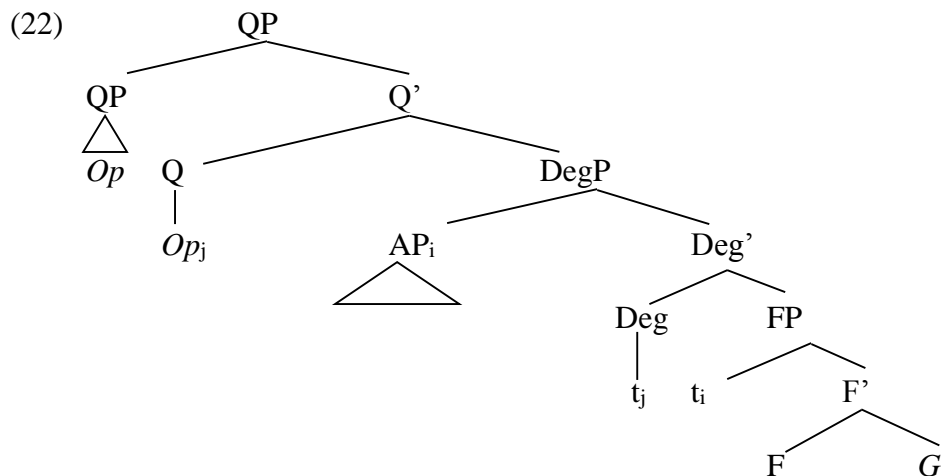 (22) QP
QP Q’
Op Q DegP
Opj APi Deg’
Deg FP
tj ti F’
F G